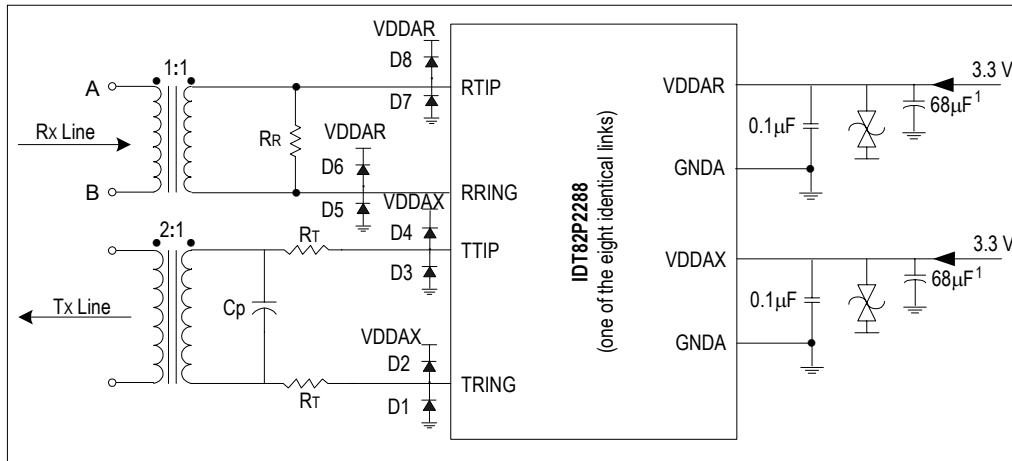 VDDAR
D8
D7
1:1
A
B
Rx Line
RR
RTIP
VDDAR
D6
D5
RRING
VDDAX
D4
D3
2:1
RT
TTIP
Tx Line
Cp
VDDAX
D2
D1
RT
TRING
IDT82P2288
(one of the eight identical links)
VDDAR
3.3 V
0.1µF
68µF1
GNDA
VDDAX
3.3 V
0.1µF
68µF1
GNDA